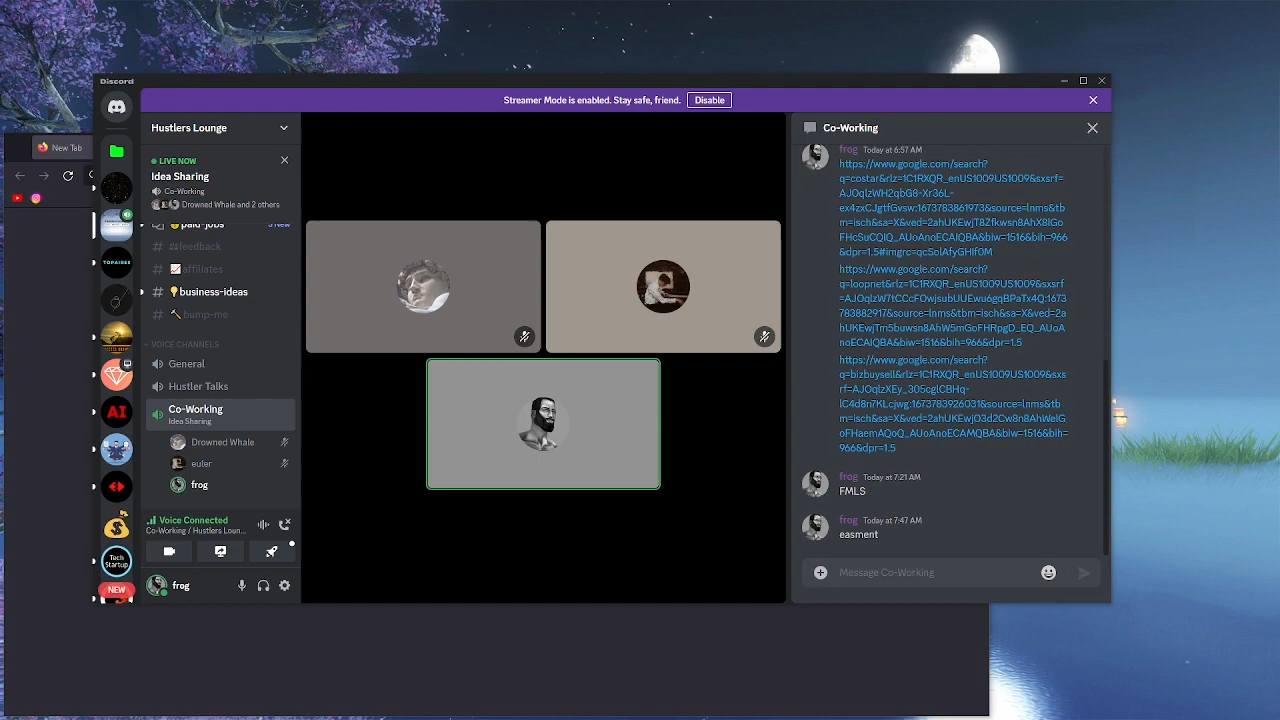 Discord
Streamer Mode is enabled. Stay safe, friend. Disable
New Tab
Hustlers Lounge
LIVE NOW
Idea Sharing
Co-Working
Drowned Whale and 2 others
paid-jobs
feedback
affiliates
business-ideas
bump-me
VOICE CHANNELS
General
Hustler Talks
Co-Working
Idea Sharing
Drowned Whale
euler
frog
Voice Connected
Co-Working / Hustlers Loun...
frog
TOPAIRES
AI
Tech
Startup
NEW
Co-Working
frog Today at 6:57 AM
https://www.google.com/search?
q=costar&rlz=1C1RXQR_enUS1009US1009&sxsrf=
AJOqlzWH2qbG8-Xr36L-
ex4zxCJgtfGvsw:1673783861973&source=lnms&tb
m=isch&sa=X&ved=2ahUKEwjT8Zfkwsn8AhX8lGo
FHcSuCQIQ_AUoAnoECAIQBA&biw=1516&bih=966
&dpr=1.5#imgrc=qcSolAfyGHIf0M
https://www.google.com/search?
q=loopnet&rlz=1C1RXQR_enUS1009US1009&sxsrf
=AJOqlzW7tCCcFOwjsubUUEwu6gqBPaTx4Q:1673
783882917&source=lnms&tbm=isch&sa=X&ved=2a
hUKEwjTm5buwsn8AhW5mGoFHRpgD_EQ_AUoA
noECAIQBA&biw=1516&bih=966&dpr=1.5
https://www.google.com/search?
q=bizbuysell&rlz=1C1RXQR_enUS1009US1009&sxs
rf=AJOqlzXEy_305cglCBHq-
lC4d8n7KLcjwg:1673783926031&source=lnms&tb
m=isch&sa=X&ved=2ahUKEwjO3d2Cw8n8AhWelG
oFHaemAQoQ_AUoAnoECAMQBA&biw=1516&bih=
966&dpr=1.5
frog Today at 7:21 AM
FMLS
frog Today at 7:47 AM
easment
Message Co-Working